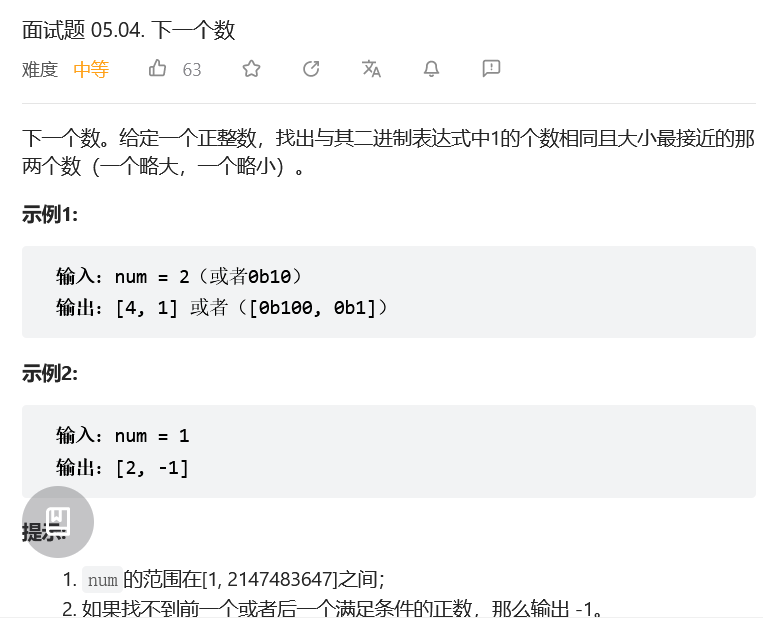 面试题 05.04. 下一个数
难度 中等 63
下一个数。给定一个正整数，找出与其二进制表达式中1的个数相同且大小最接近的那
两个数（一个略大，一个略小）。
示例1:
输入：num = 2（或者0b10）
输出：[4, 1] 或者（[0b100, 0b1]）
示例2:
输入：num = 1
输出：[2, -1]
提示:
1. num的范围在[1, 2147483647]之间；
2. 如果找不到前一个或者后一个满足条件的正数，那么输出 -1。